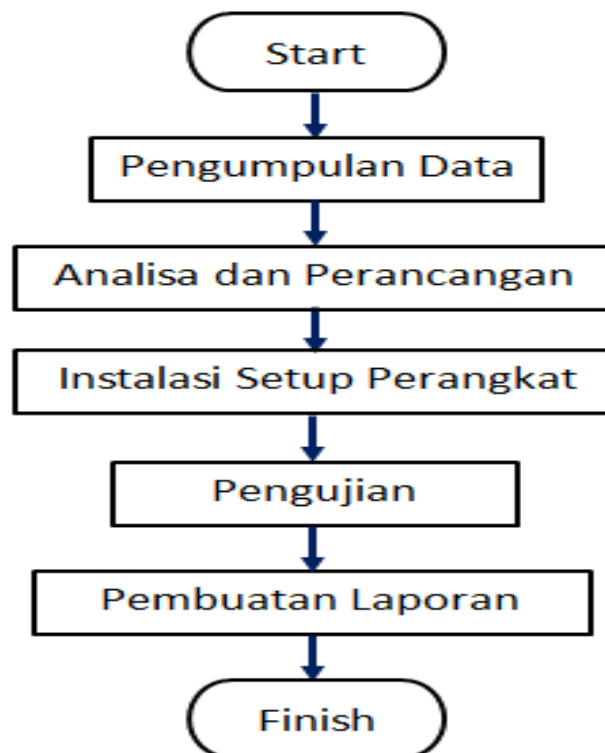 Start
Pengumpulan Data
Analisa dan Perancangan
Instalasi Setup Perangkat
Pengujian
Pembuatan Laporan
Finish